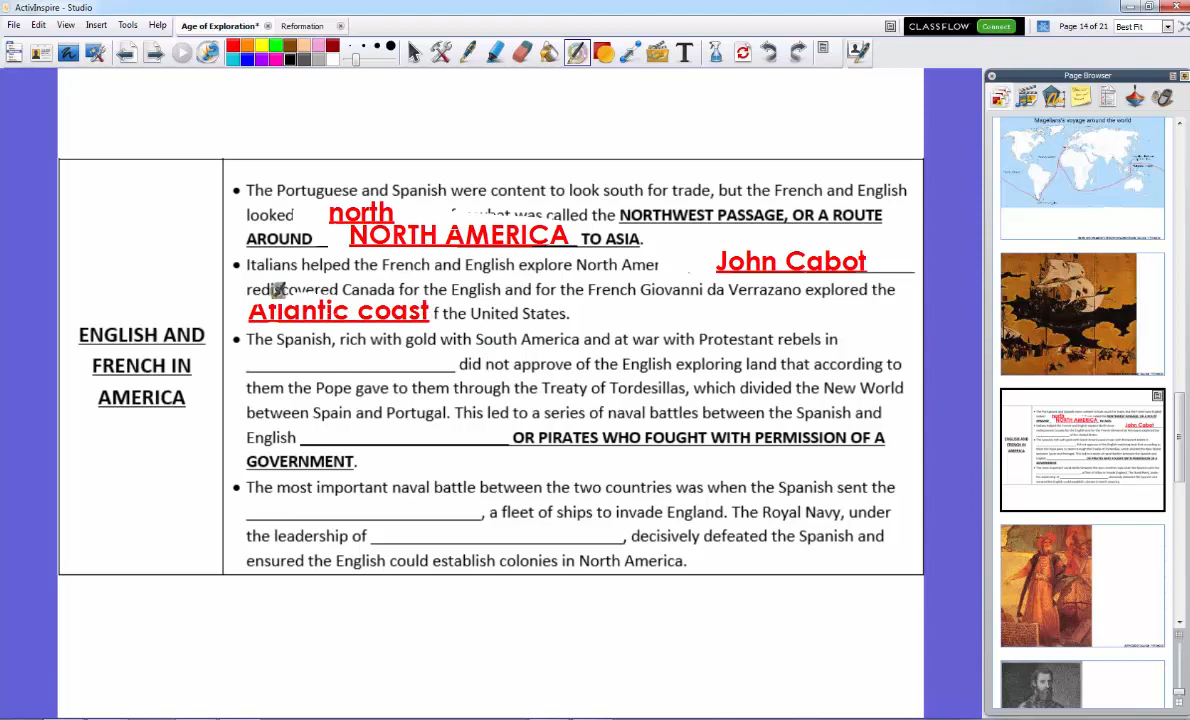 ActivInspire - Studio
File Edit View Insert Tools Help
Age of Exploration* Reformation
CLASSFLOW Connect
Page 14 of 21 Best Fit
Page Browser
Magellans's voyage around the world
ENGLISH AND
FRENCH IN
AMERICA
• The Portuguese and Spanish were content to look south for trade, but the French and English
looked north what was called the NORTHWEST PASSAGE, OR A ROUTE
AROUND NORTH AMERICA TO ASIA.
• Italians helped the French and English explore North Amer John Cabot
rediscovered Canada for the English and for the French Giovanni da Verrazano explored the
Atlantic coast f the United States.
• The Spanish, rich with gold with South America and at war with Protestant rebels in
____________________ did not approve of the English exploring land that according to
them the Pope gave to them through the Treaty of Tordesillas, which divided the New World
between Spain and Portugal. This led to a series of naval battles between the Spanish and
English ____________________ OR PIRATES WHO FOUGHT WITH PERMISSION OF A
GOVERNMENT.
• The most important naval battle between the two countries was when the Spanish sent the
____________________, a fleet of ships to invade England. The Royal Navy, under
the leadership of ____________________, decisively defeated the Spanish and
ensured the English could establish colonies in North America.